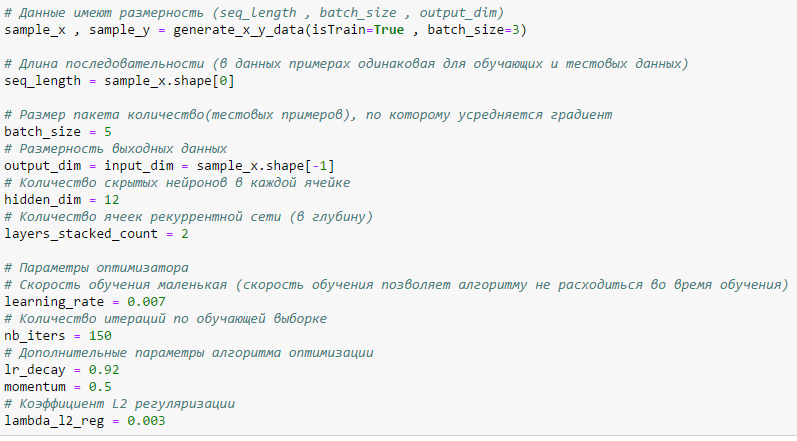 # Данные имеют размерность (seq_length , batch_size , output_dim)
sample_x , sample_y = generate_x_y_data(isTrain=True , batch_size=3)
# Длина последовательности (в данных примерах одинаковая для обучающих и тестовых данных)
seq_length = sample_x.shape[0]
# Размер пакета количество(тестовых примеров), по которому усредняется градиент
batch_size = 5
# Размерность выходных данных
output_dim = input_dim = sample_x.shape[-1]
# Количество скрытых нейронов в каждой ячейке
hidden_dim = 12
# Количество ячеек рекуррентной сети (в глубину)
layers_stacked_count = 2
# Параметры оптимизатора
# Скорость обучения маленькая (скорость обучения позволяет алгоритму не расходиться во время обучения)
learning_rate = 0.007
# Количество итераций по обучающей выборке
nb_iters = 150
# Дополнительные параметры алгоритма оптимизации
lr_decay = 0.92
momentum = 0.5
# Коэффициент L2 регуляризации
lambda_l2_reg = 0.003